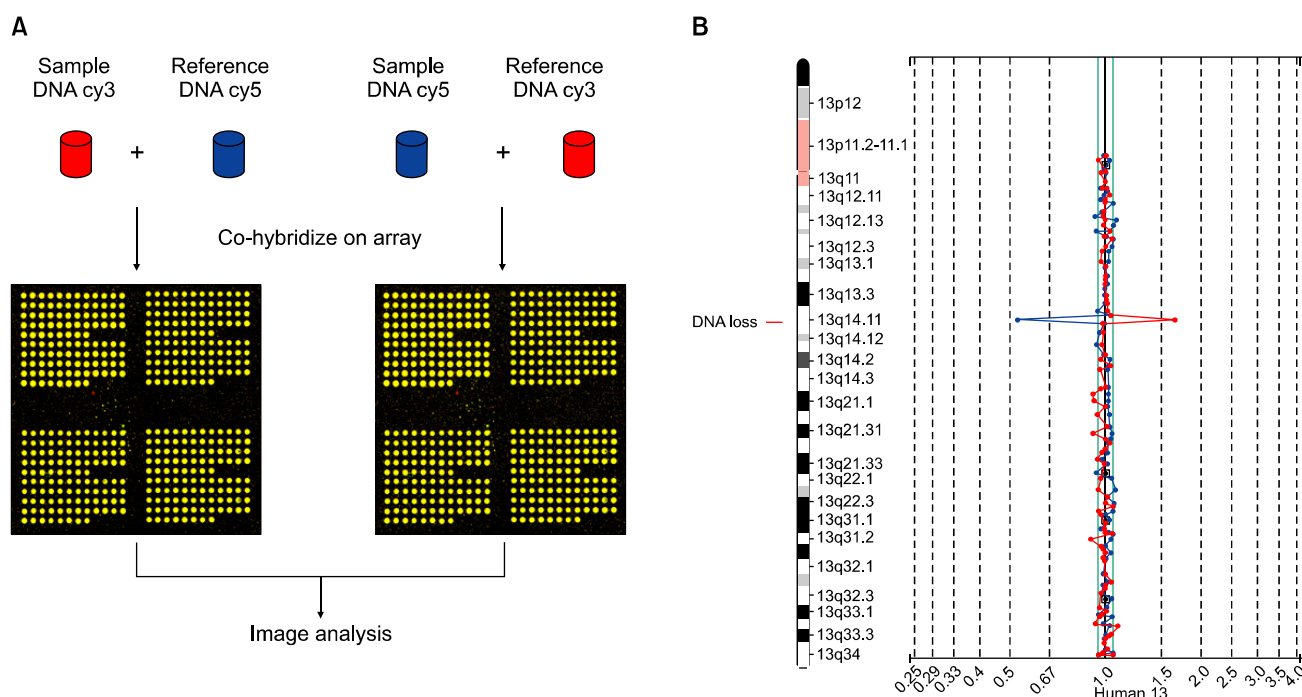 A
Sample
DNA cy3
Reference
DNA cy5
Sample
DNA cy5
Reference
DNA cy3
+
+
Co-hybridize on array
Image analysis
B
13p12
13p11.2-11.1
13q11
13q12.11
13q12.13
13q12.3
13q13.1
13q13.3
DNA loss
13q14.11
13q14.12
13q14.2
13q14.3
13q21.1
13q21.31
13q21.33
13q22.1
13q22.3
13q31.1
13q31.2
13q32.1
13q32.3
13q33.1
13q33.3
13q34
0.25 0.29 0.33 0.4 0.5 0.67 1.0 1.5 2.0 2.5 3.0 3.5 4.0
Human 13